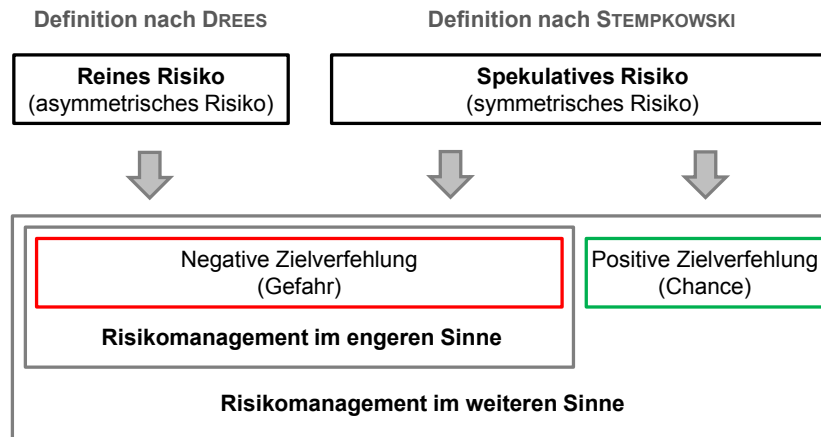 Definition nach DREES
Definition nach STEMPKOWSKI
Reines Risiko
(asymmetrisches Risiko)
Spekulatives Risiko
(symmetrisches Risiko)
Negative Zielverfehlung
(Gefahr)
Positive Zielverfehlung
(Chance)
Risikomanagement im engeren Sinne
Risikomanagement im weiteren Sinne